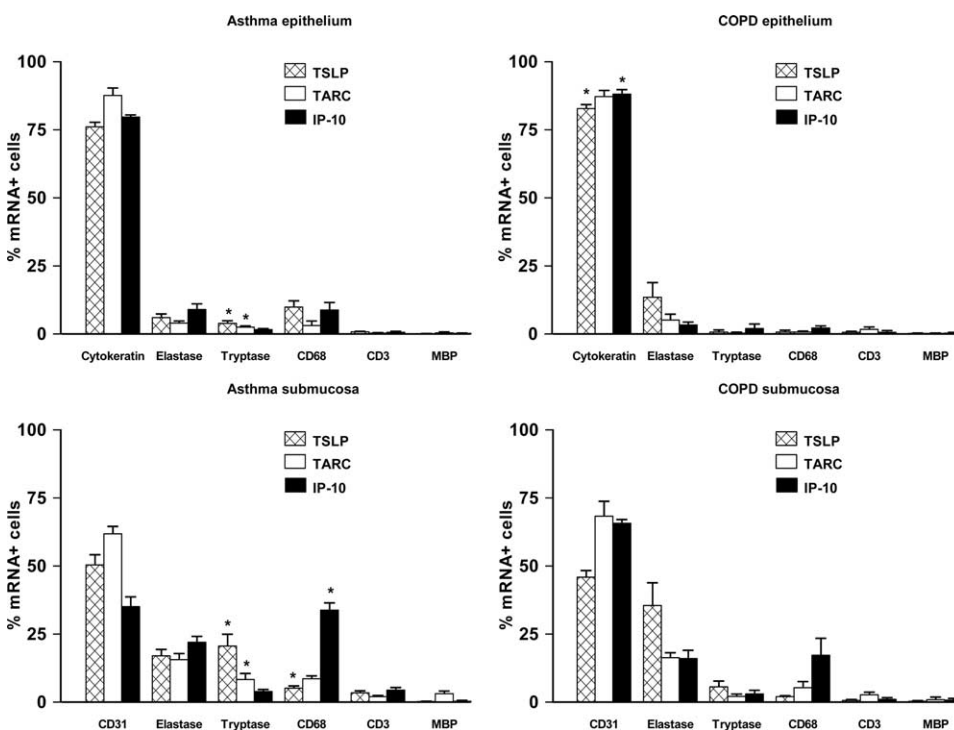 Asthma epithelium
% mRNA+ cells
100
75
50
25
0
TSLP
TARC
IP-10
* *
Cytokeratin Elastase Tryptase CD68 CD3 MBP
COPD epithelium
% mRNA+ cells
100
75
50
25
0
TSLP
TARC
IP-10
* *
Cytokeratin Elastase Tryptase CD68 CD3 MBP
Asthma submucosa
% mRNA+ cells
100
75
50
25
0
TSLP
TARC
IP-10
* * * *
CD31 Elastase Tryptase CD68 CD3 MBP
COPD submucosa
% mRNA+ cells
100
75
50
25
0
TSLP
TARC
IP-10
CD31 Elastase Tryptase CD68 CD3 MBP